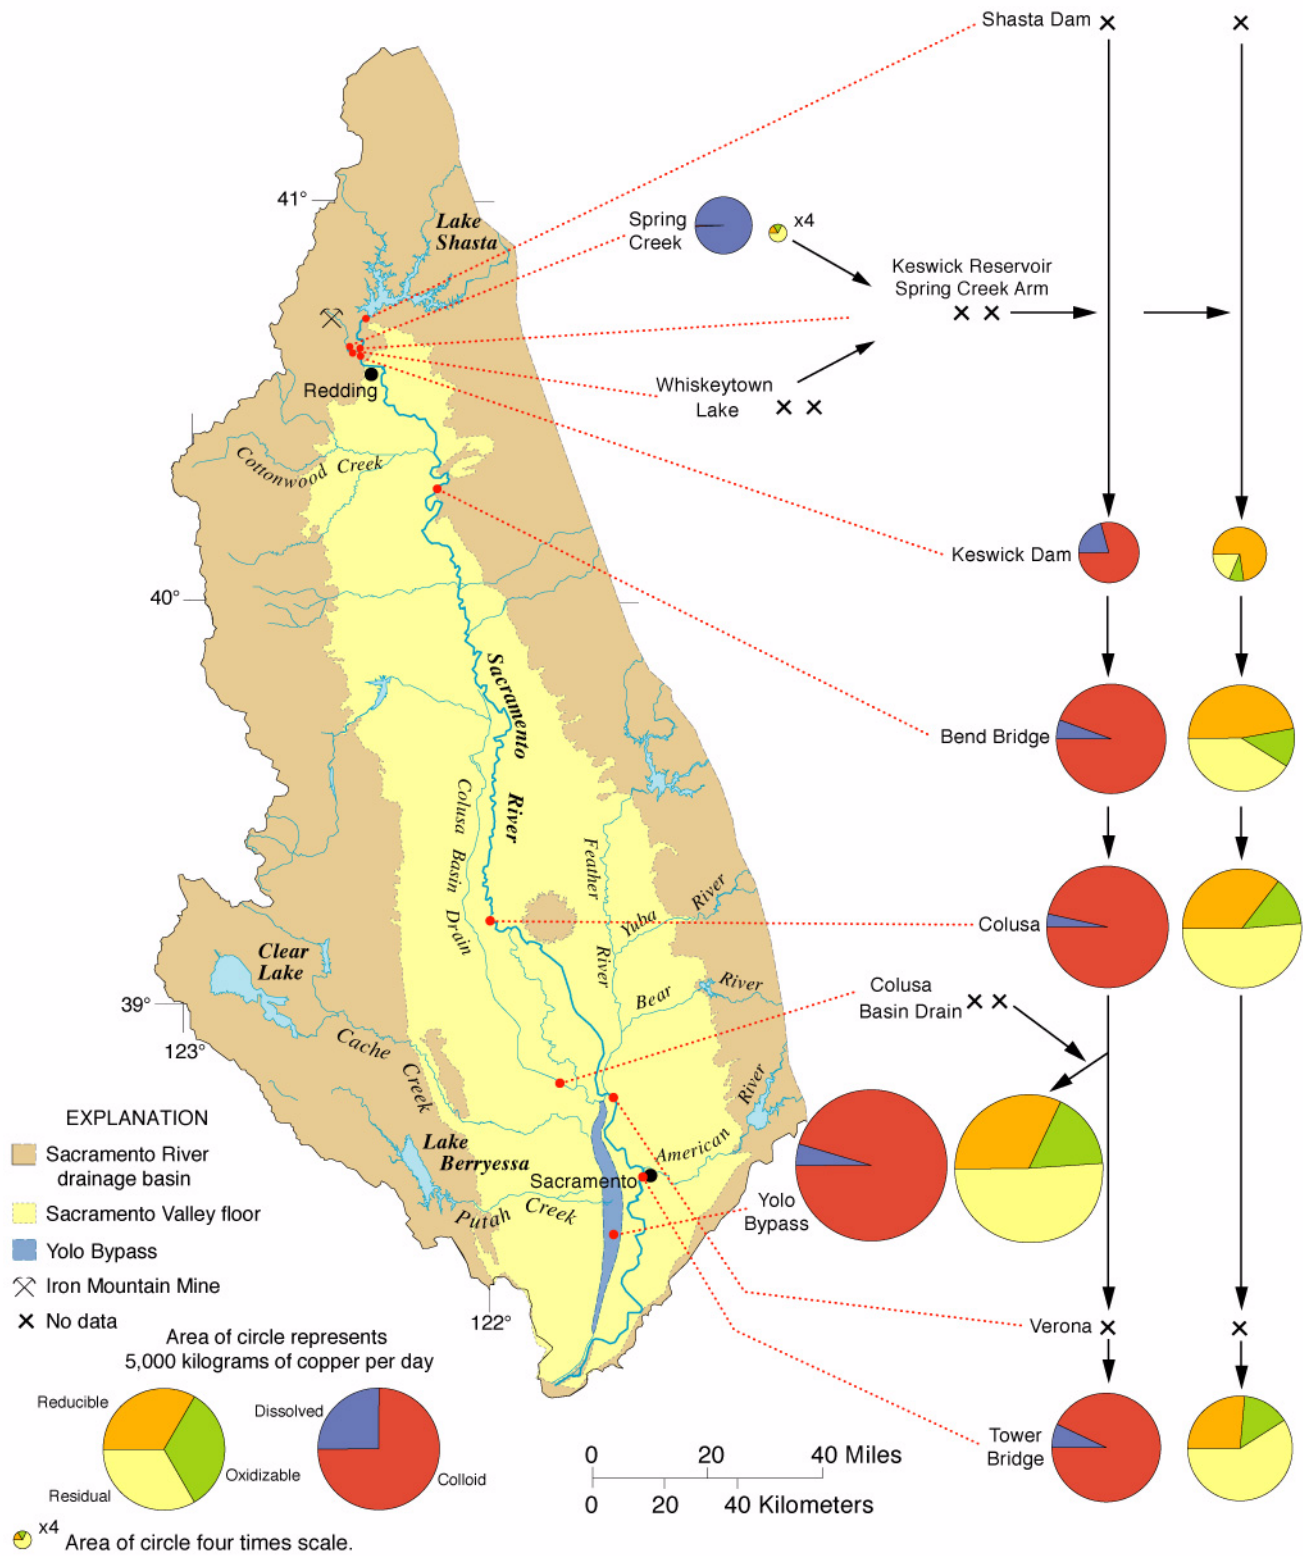 Shasta Dam
41°
Lake
Shasta
Spring
Creek
x4
Keswick Reservoir
Spring Creek Arm
Redding
Whiskeytown
Lake
Cottonwood Creek
Keswick Dam
40°
Sacramento River
Bend Bridge
Colusa Basin Drain
Feather River
Yuba River
Colusa
Clear
Lake
Bear River
Colusa
Basin Drain
39°
123°
Cache Creek
American River
EXPLANATION
Sacramento River
drainage basin
Sacramento Valley floor
Yolo Bypass
Iron Mountain Mine
No data
Lake
Berryessa
Sacramento
Putah Creek
Yolo
Bypass
122°
Verona
Area of circle represents
5,000 kilograms of copper per day
Reducible
Oxidizable
Residual
Dissolved
Colloid
Tower
Bridge
0 20 40 Miles
0 20 40 Kilometers
x4 Area of circle four times scale.